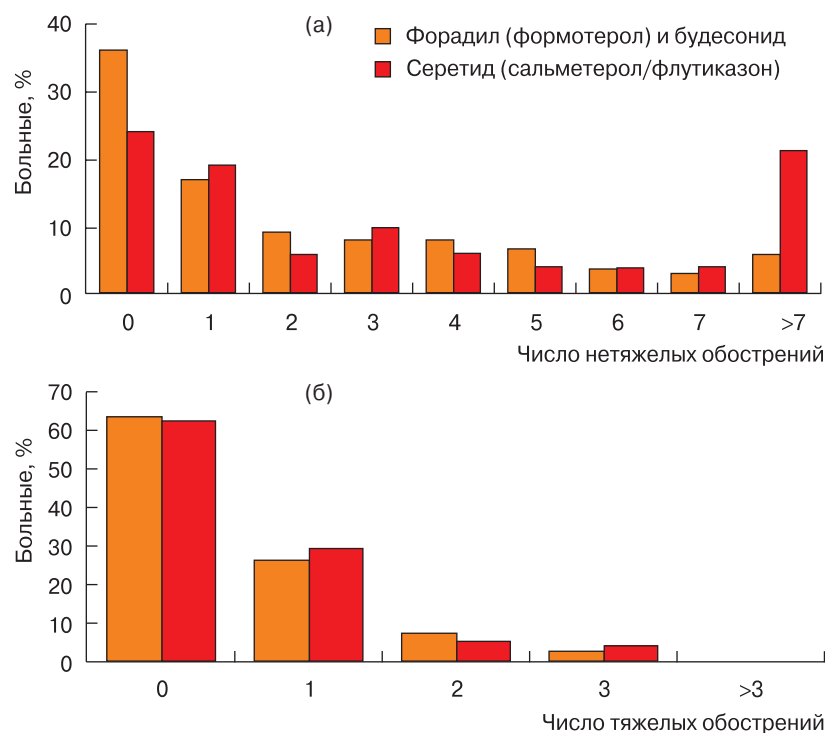 (а)
Форадил (формотерол) и будесонид
Серетид (сальметерол/флутиказон)
Больные, %
40
30
20
10
0
0 1 2 3 4 5 6 7 >7
Число нетяжелых обострений
(б)
Больные, %
70
60
50
40
30
20
10
0
0 1 2 3 >3
Число тяжелых обострений